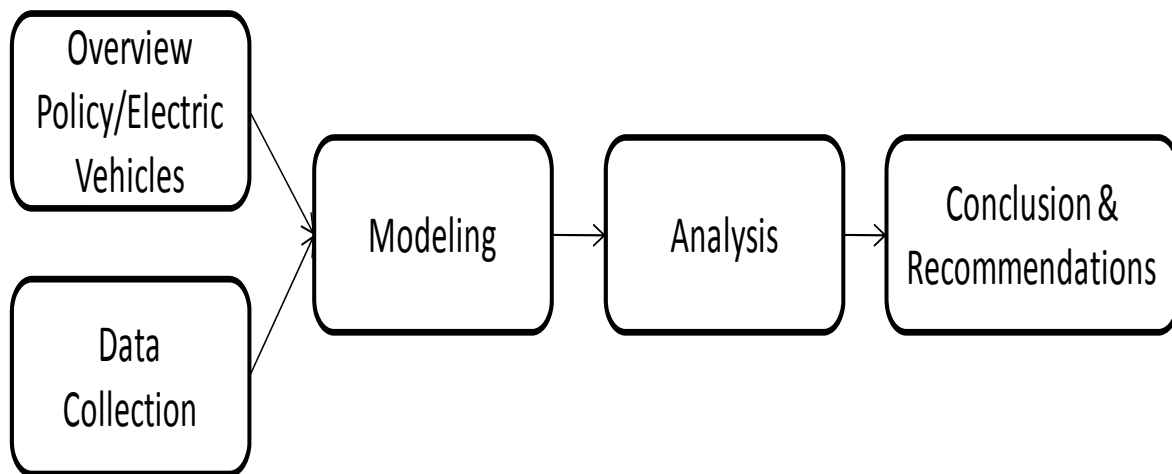 Overview
Policy/Electric
Vehicles
Data
Collection
Modeling
Analysis
Conclusion &
Recommendations